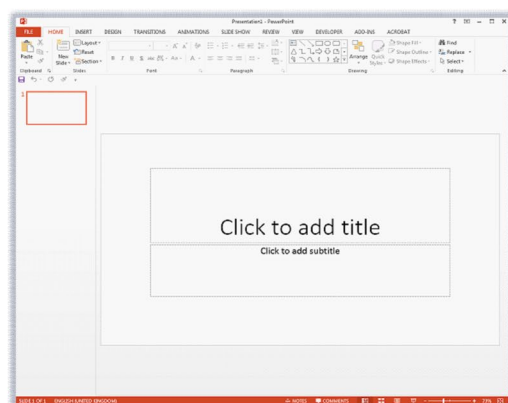 Presentation1 - PowerPoint
FILE HOME INSERT DESIGN TRANSITIONS ANIMATIONS SLIDE SHOW REVIEW VIEW DEVELOPER ADD-INS ACROBAT
Layout Shape Fill Find
Paste New Reset Arrange Quick Shape Outline Replace
Slide Section Styles Shape Effects Select
Clipboard Slides Font Paragraph Drawing Editing
1
Click to add title
Click to add subtitle
SLIDE 1 OF 1 ENGLISH (UNITED KINGDOM) NOTES COMMENTS 73%